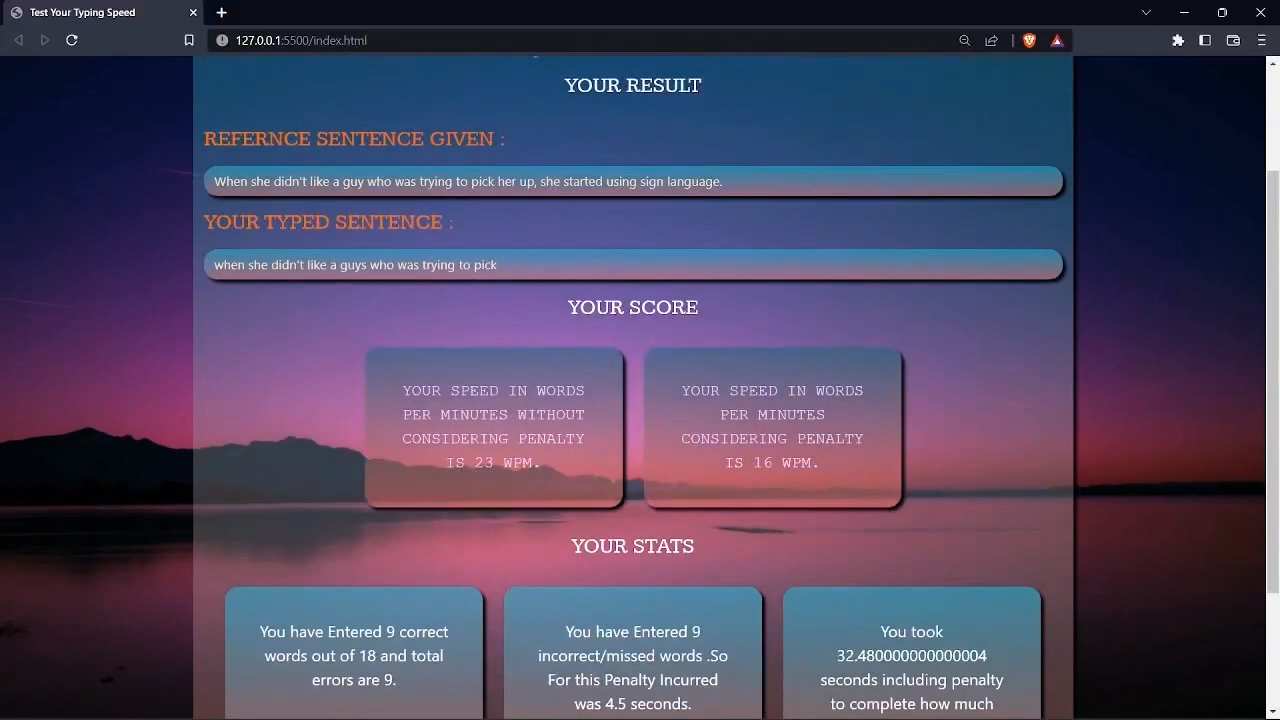 Test Your Typing Speed
127.0.0.1:5500/index.html
YOUR RESULT
REFERNCE SENTENCE GIVEN :
When she didn't like a guy who was trying to pick her up, she started using sign language.
YOUR TYPED SENTENCE :
when she didn't like a guys who was trying to pick
YOUR SCORE
YOUR SPEED IN WORDS
PER MINUTES WITHOUT
CONSIDERING PENALTY
IS 23 WPM.
YOUR SPEED IN WORDS
PER MINUTES
CONSIDERING PENALTY
IS 16 WPM.
YOUR STATS
You have Entered 9 correct
words out of 18 and total
errors are 9.
You have Entered 9
incorrect/missed words .So
For this Penalty Incurred
was 4.5 seconds.
You took
32.480000000000004
seconds including penalty
to complete how much